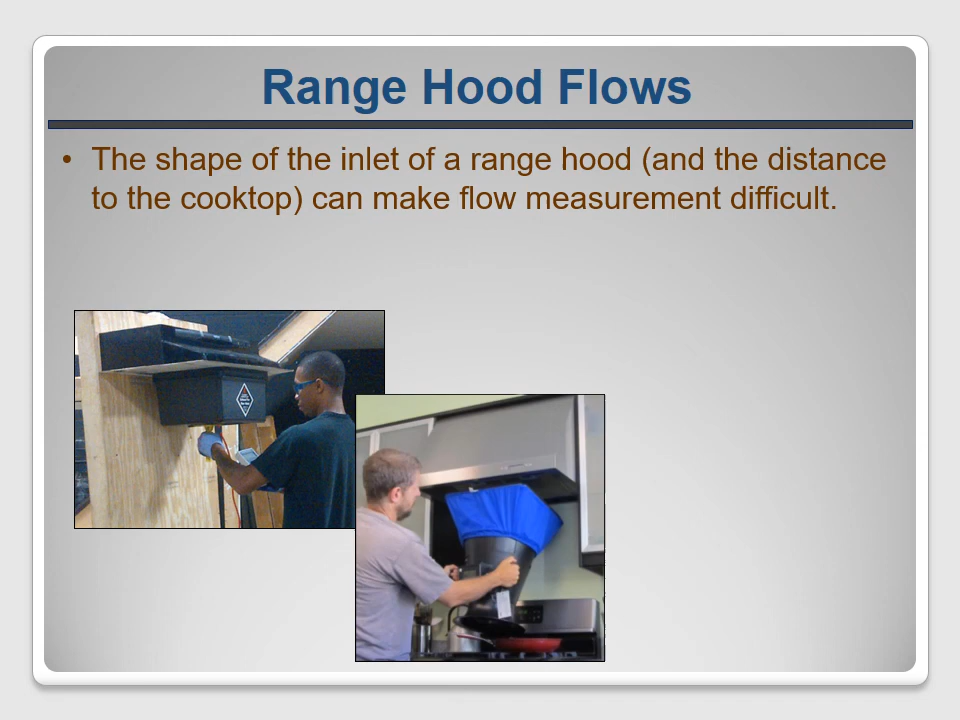 Range Hood Flows
• The shape of the inlet of a range hood (and the distance
to the cooktop) can make flow measurement difficult.